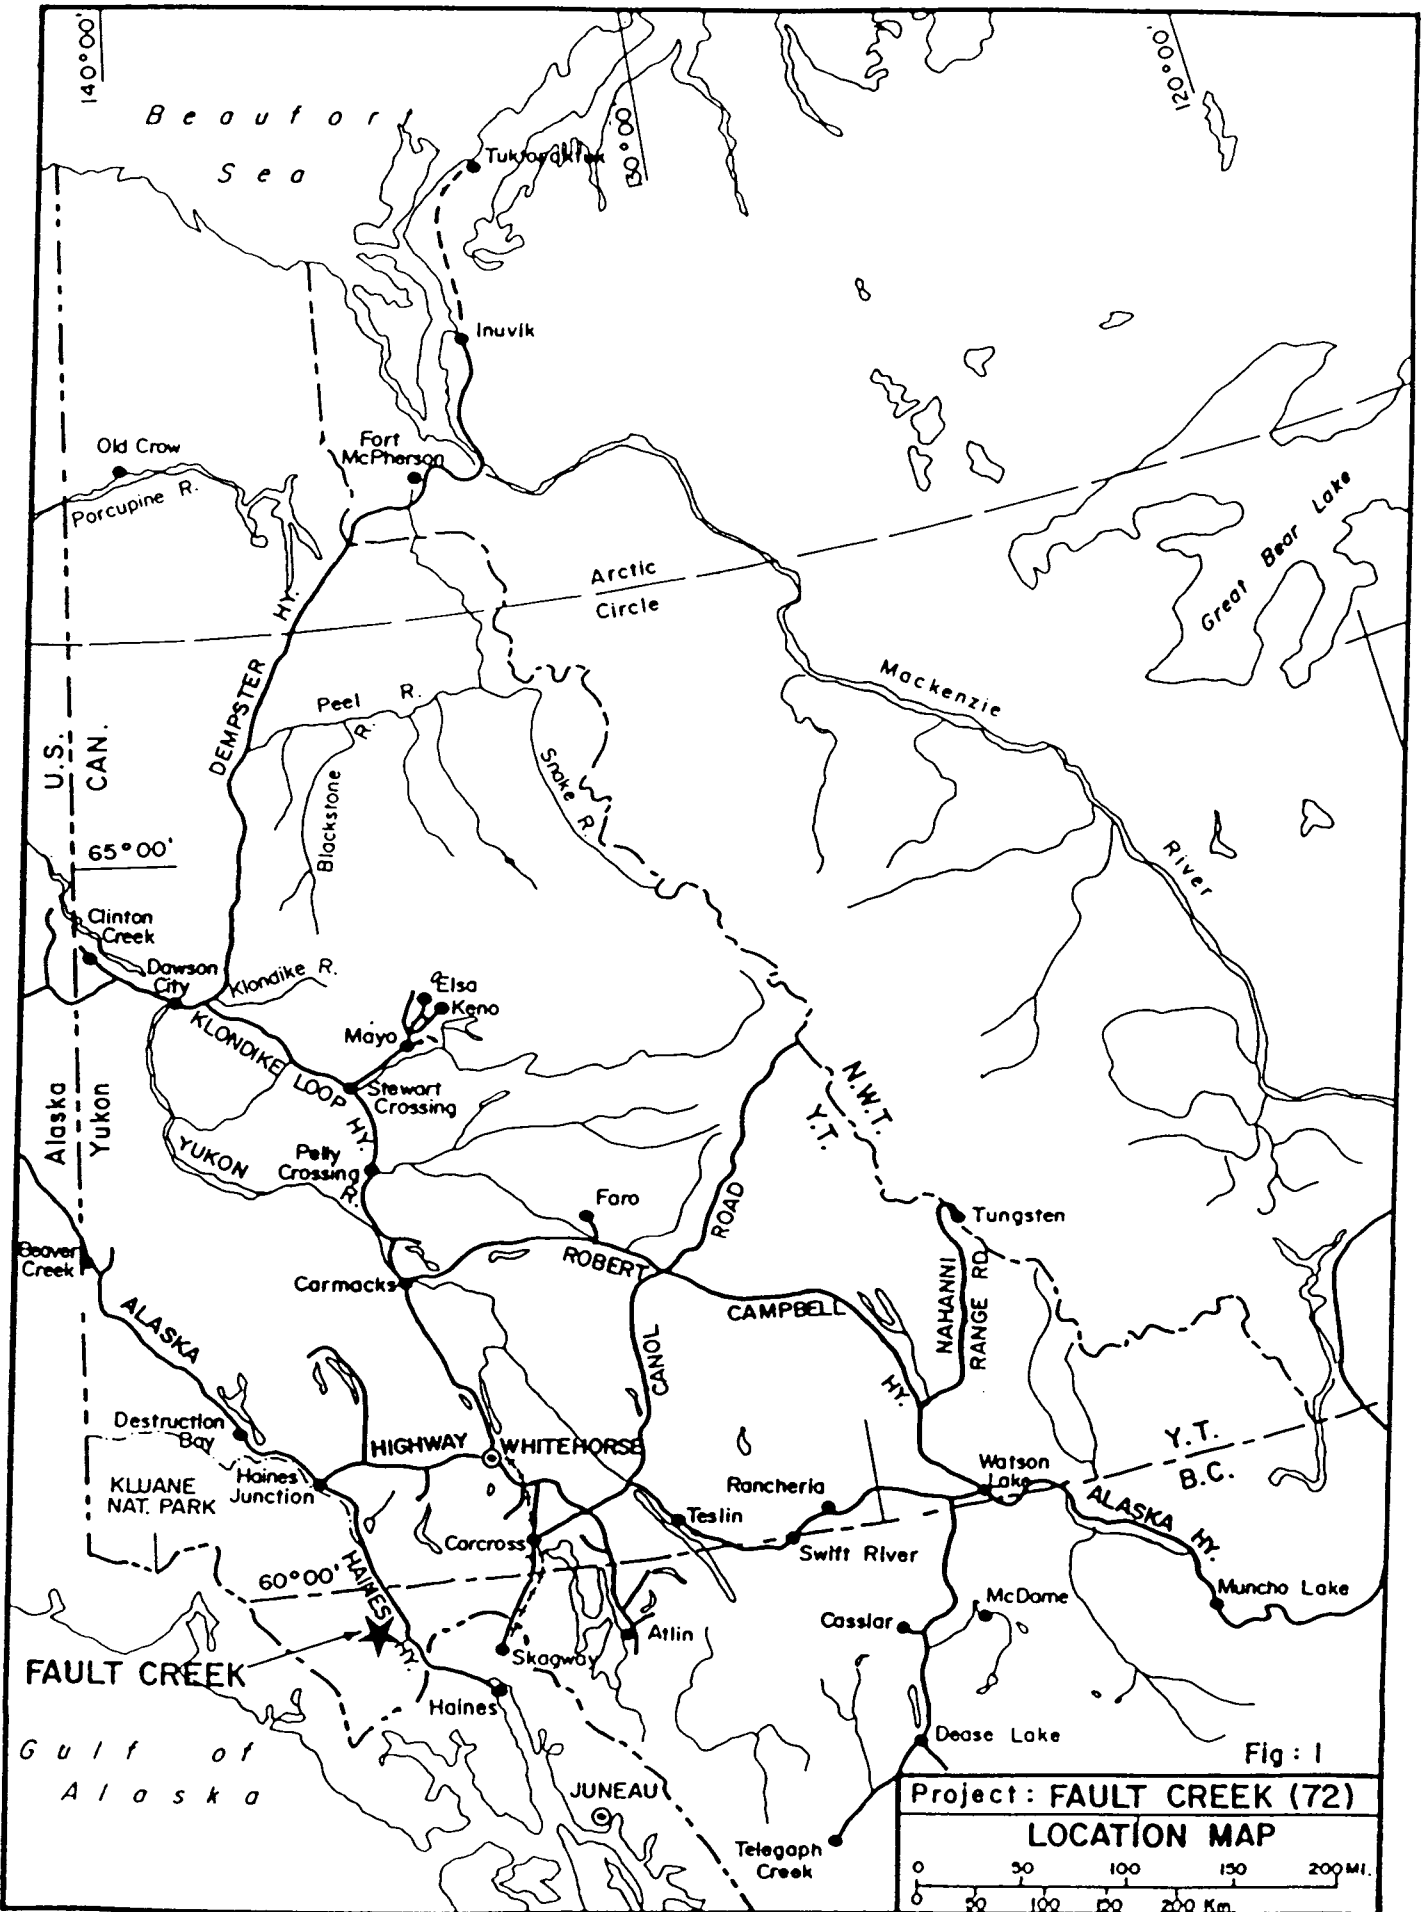 140°00'
130°00'
120°00'
Beaufort
Sea
Tuktoyaktuk
Inuvik
Old Crow
Fort
McPherson
Porcupine R.
Great Bear Lake
Arctic
Circle
DEMPSTER HY.
Mackenzie
River
Peel R.
Blackstone R.
Snake R.
U.S.
CAN.
65°00'
Clinton
Creek
Dawson
City
Klondike R.
Elsa
Keno
Mayo
KLONDIKE LOOP HY.
Stewart
Crossing
Alaska
Yukon
N.W.T.
Y.T.
YUKON R.
Pelly
Crossing
Faro
ROAD
Tungsten
Beaver
Creek
ROBERT
CAMPBELL
HY.
Carmacks
NAHANNI
RANGE RD.
ALASKA
CANOL
Destruction
Bay
HIGHWAY
WHITEHORSE
Y.T.
B.C.
Watson
Lake
Haines
Junction
KLUANE
NAT. PARK
Rancheria
Teslin
ALASKA HY.
Carcross
Swift River
60°00'
HAINES HY.
Muncho Lake
McDame
Cassiar
Atlin
Skagway
FAULT CREEK
Haines
Dease Lake
Gulf of
Alaska
JUNEAU
Telegaph
Creek
Fig : 1
Project : FAULT CREEK (72)
LOCATION MAP
0 50 100 150 200 MI.
0 50 100 150 200 Km.